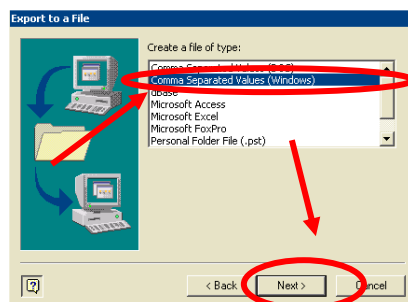 Export to a File
Create a file of type:
Comma Separated Values (DOS)
Comma Separated Values (Windows)
dBase
Microsoft Access
Microsoft Excel
Microsoft FoxPro
Personal Folder File (.pst)
< Back
Next >
Cancel